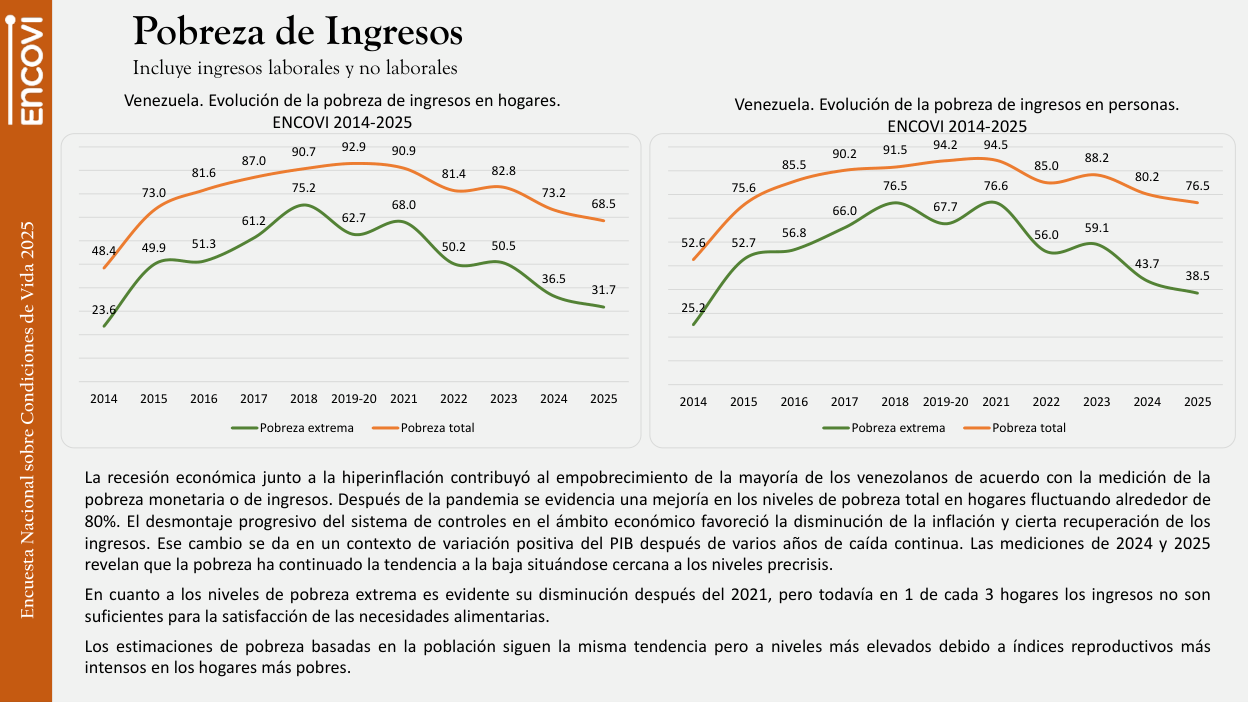 ENCOVI
Encuesta Nacional sobre Condiciones de Vida 2025
Pobreza de Ingresos
Incluye ingresos laborales y no laborales
Venezuela. Evolución de la pobreza de ingresos en hogares.
ENCOVI 2014-2025
48.4 73.0 81.6 87.0 90.7 92.9 90.9 81.4 82.8 73.2 68.5
23.6 49.9 51.3 61.2 75.2 62.7 68.0 50.2 50.5 36.5 31.7
2014 2015 2016 2017 2018 2019-20 2021 2022 2023 2024 2025
Pobreza extrema Pobreza total
Venezuela. Evolución de la pobreza de ingresos en personas.
ENCOVI 2014-2025
52.6 75.6 85.5 90.2 91.5 94.2 94.5 85.0 88.2 80.2 76.5
25.2 52.7 56.8 66.0 76.5 67.7 76.6 56.0 59.1 43.7 38.5
2014 2015 2016 2017 2018 2019-20 2021 2022 2023 2024 2025
Pobreza extrema Pobreza total
La recesión económica junto a la hiperinflación contribuyó al empobrecimiento de la mayoría de los venezolanos de acuerdo con la medición de la
pobreza monetaria o de ingresos. Después de la pandemia se evidencia una mejoría en los niveles de pobreza total en hogares fluctuando alrededor de
80%. El desmontaje progresivo del sistema de controles en el ámbito económico favoreció la disminución de la inflación y cierta recuperación de los
ingresos. Ese cambio se da en un contexto de variación positiva del PIB después de varios años de caída continua. Las mediciones de 2024 y 2025
revelan que la pobreza ha continuado la tendencia a la baja situándose cercana a los niveles precrisis.
En cuanto a los niveles de pobreza extrema es evidente su disminución después del 2021, pero todavía en 1 de cada 3 hogares los ingresos no son
suficientes para la satisfacción de las necesidades alimentarias.
Los estimaciones de pobreza basadas en la población siguen la misma tendencia pero a niveles más elevados debido a índices reproductivos más
intensos en los hogares más pobres.